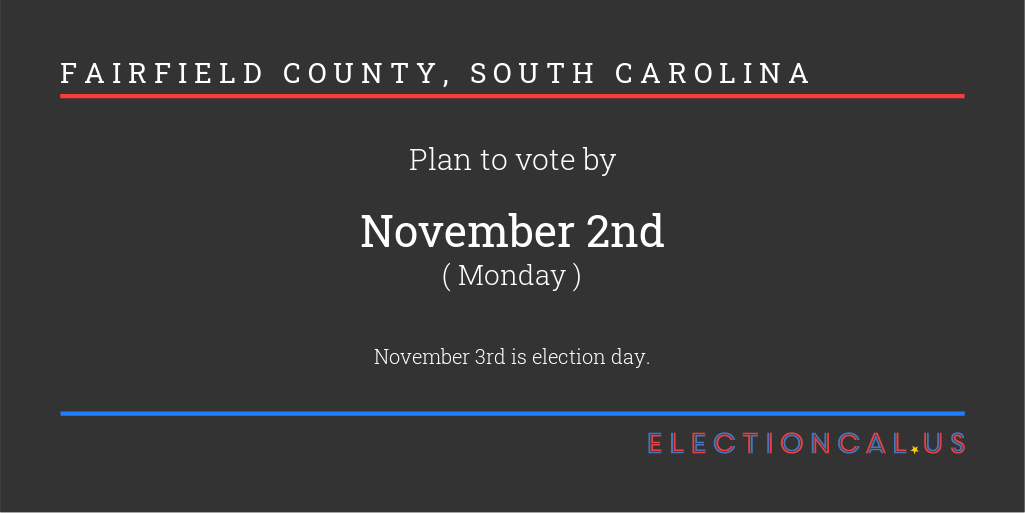 FAIRFIELD COUNTY, SOUTH CAROLINA
Plan to vote by
November 2nd
( Monday )
November 3rd is election day.
ELECTIONCAL.US